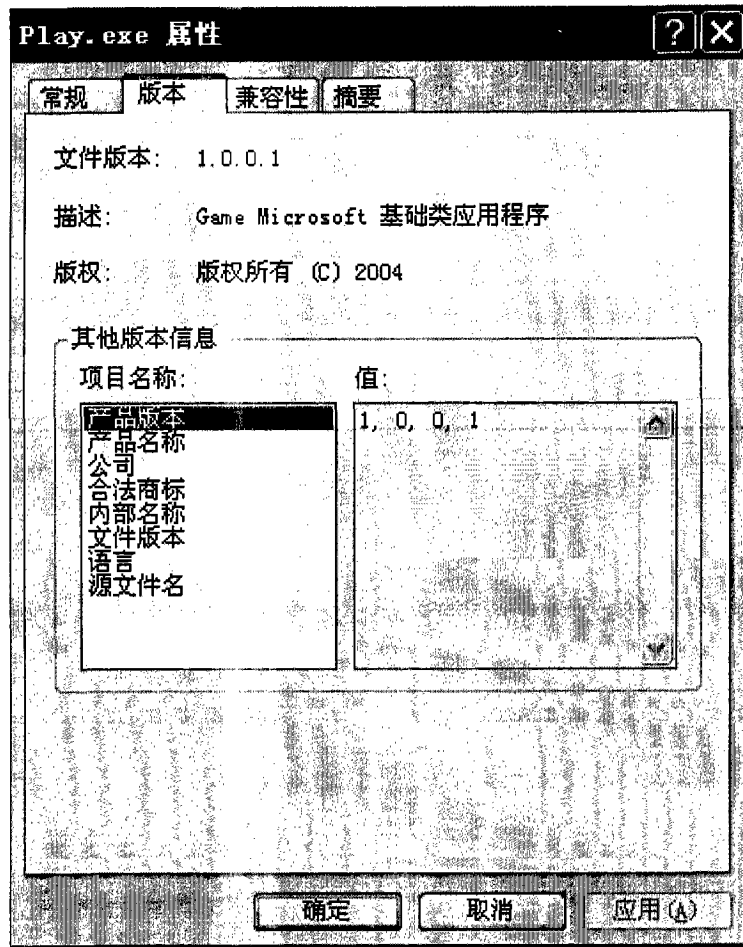 Play.exe 属性
常规 版本 兼容性 摘要
文件版本: 1.0.0.1
描述: Game Microsoft 基础类应用程序
版权: 版权所有 (C) 2004
其他版本信息
项目名称: 值:
产品版本 1, 0, 0, 1
产品名称
公司
合法商标
内部名称
文件版本
语言
源文件名
确定 取消 应用(A)